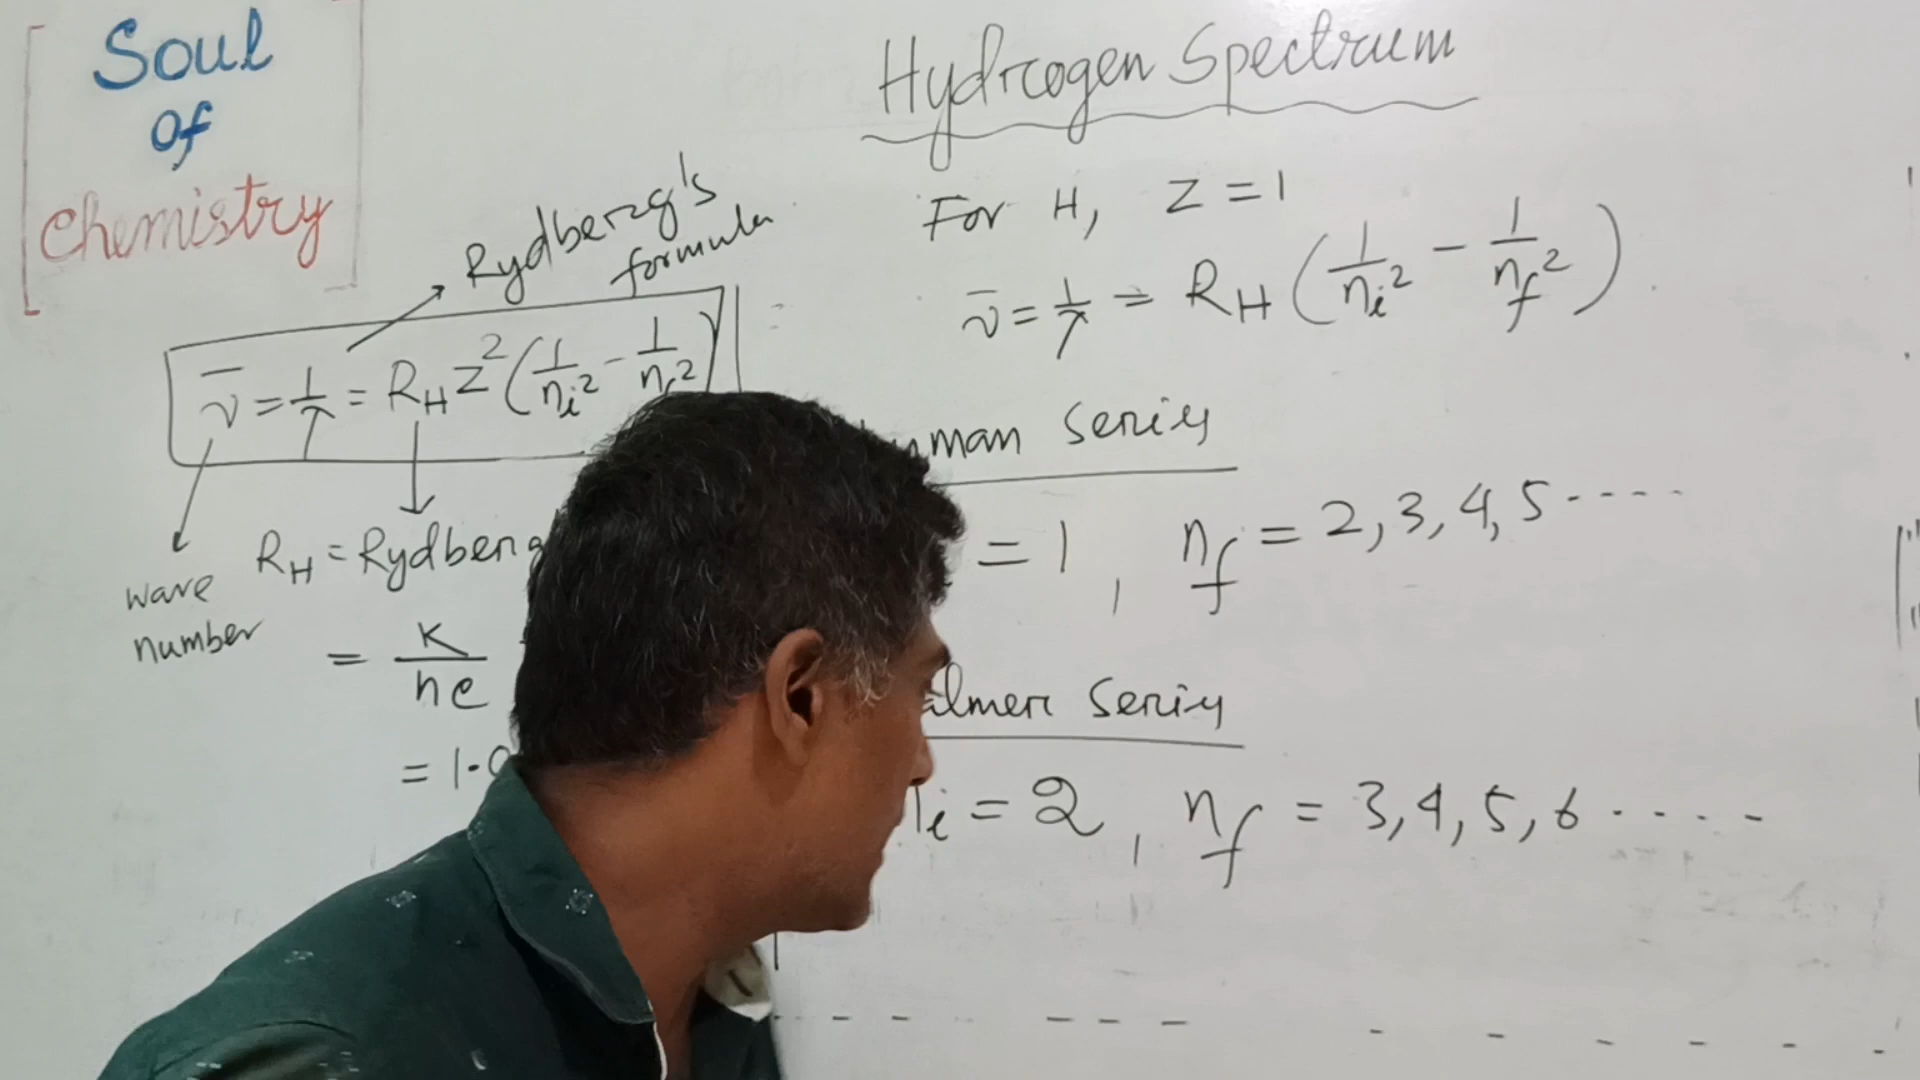 Soul
Of
Chemistry
Rydberg's
formula
ν̅ = 1/λ = R_H Z² (1/n_i² - 1/n_f²)
wave
number
R_H = Rydberg
= K/hc
= 1.0
Hydrogen Spectrum
For H, Z = 1
ν̅ = 1/λ = R_H (1/n_i² - 1/n_f²)
man Series
= 1, n_f = 2, 3, 4, 5 ----
almer Series
n_i = 2, n_f = 3, 4, 5, 6 ----